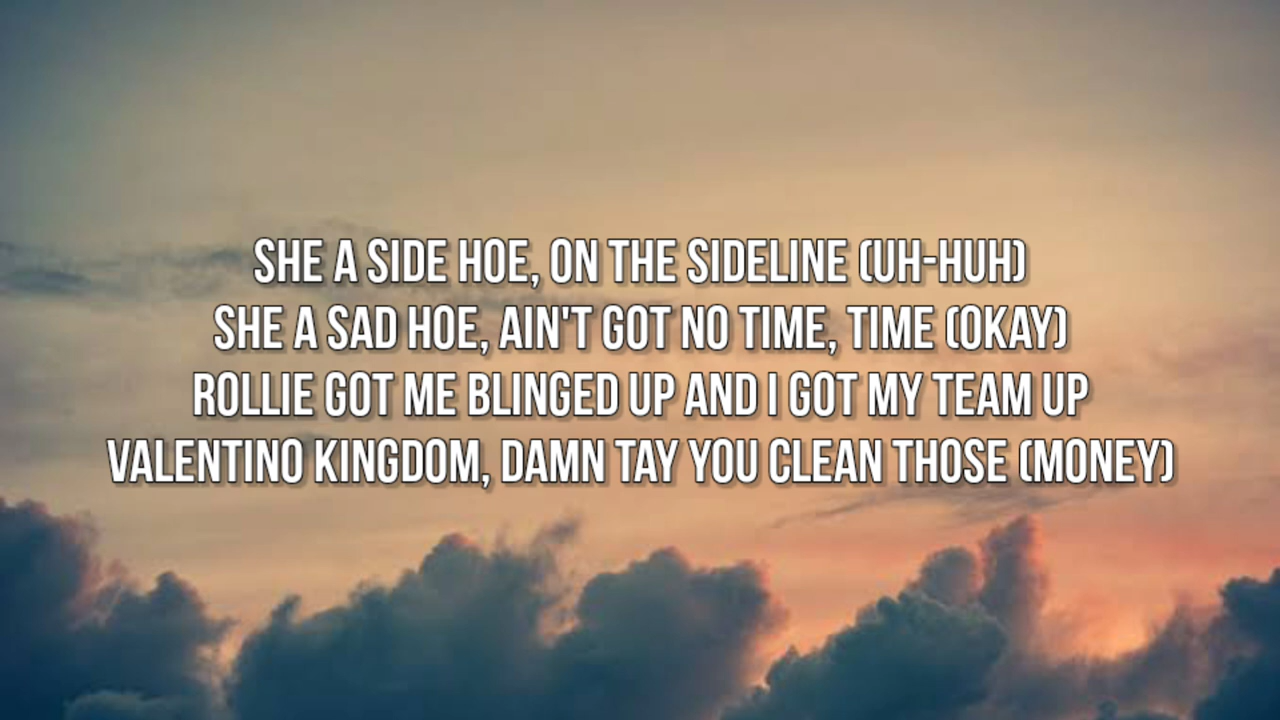 SHE A SIDE HOE, ON THE SIDELINE (UH-HUH)
SHE A SAD HOE, AIN'T GOT NO TIME, TIME (OKAY)
ROLLIE GOT ME BLINGED UP AND I GOT MY TEAM UP
VALENTINO KINGDOM, DAMN TAY YOU CLEAN THOSE (MONEY)